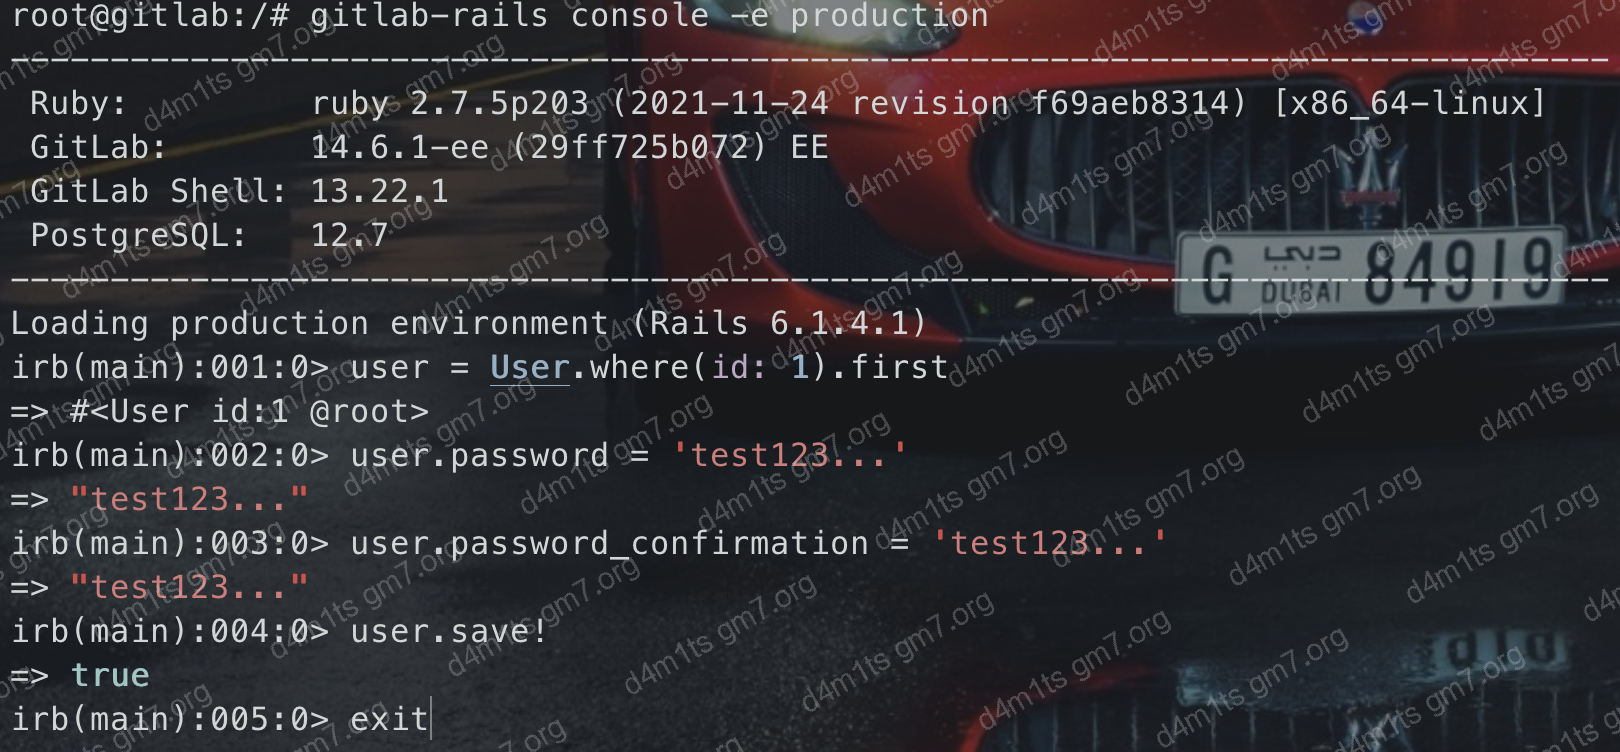 root@gitlab:/# gitlab-rails console -e production
--------------------------------------------------------------------------------
Ruby:         ruby 2.7.5p203 (2021-11-24 revision f69aeb8314) [x86_64-linux]
GitLab:       14.6.1-ee (29ff725b072) EE
GitLab Shell: 13.22.1
PostgreSQL:   12.7
--------------------------------------------------------------------------------
Loading production environment (Rails 6.1.4.1)
irb(main):001:0> user = User.where(id: 1).first
=> #<User id:1 @root>
irb(main):002:0> user.password = 'test123...'
=> "test123..."
irb(main):003:0> user.password_confirmation = 'test123...'
=> "test123..."
irb(main):004:0> user.save!
=> true
irb(main):005:0> exit
G دبي DUBAI 84919
d4m1ts gm7.org